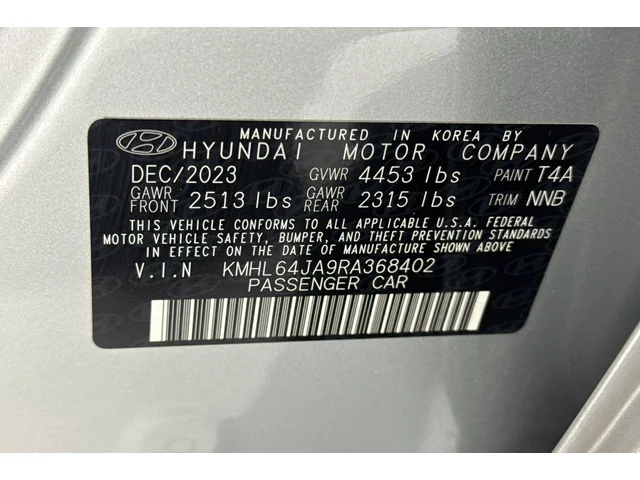 MANUFACTURED IN KOREA BY
HYUNDAI MOTOR COMPANY
DEC/2023 GVWR 4453 lbs PAINT T4A
GAWR FRONT 2513 lbs GAWR REAR 2315 lbs TRIM NNB
THIS VEHICLE CONFORMS TO ALL APPLICABLE U.S.A. FEDERAL
MOTOR VEHICLE SAFETY, BUMPER, AND THEFT PREVENTION STANDARDS
IN EFFECT ON THE DATE OF MANUFACTURE SHOWN ABOVE.
V.I.N KMHL64JA9RA368402
PASSENGER CAR